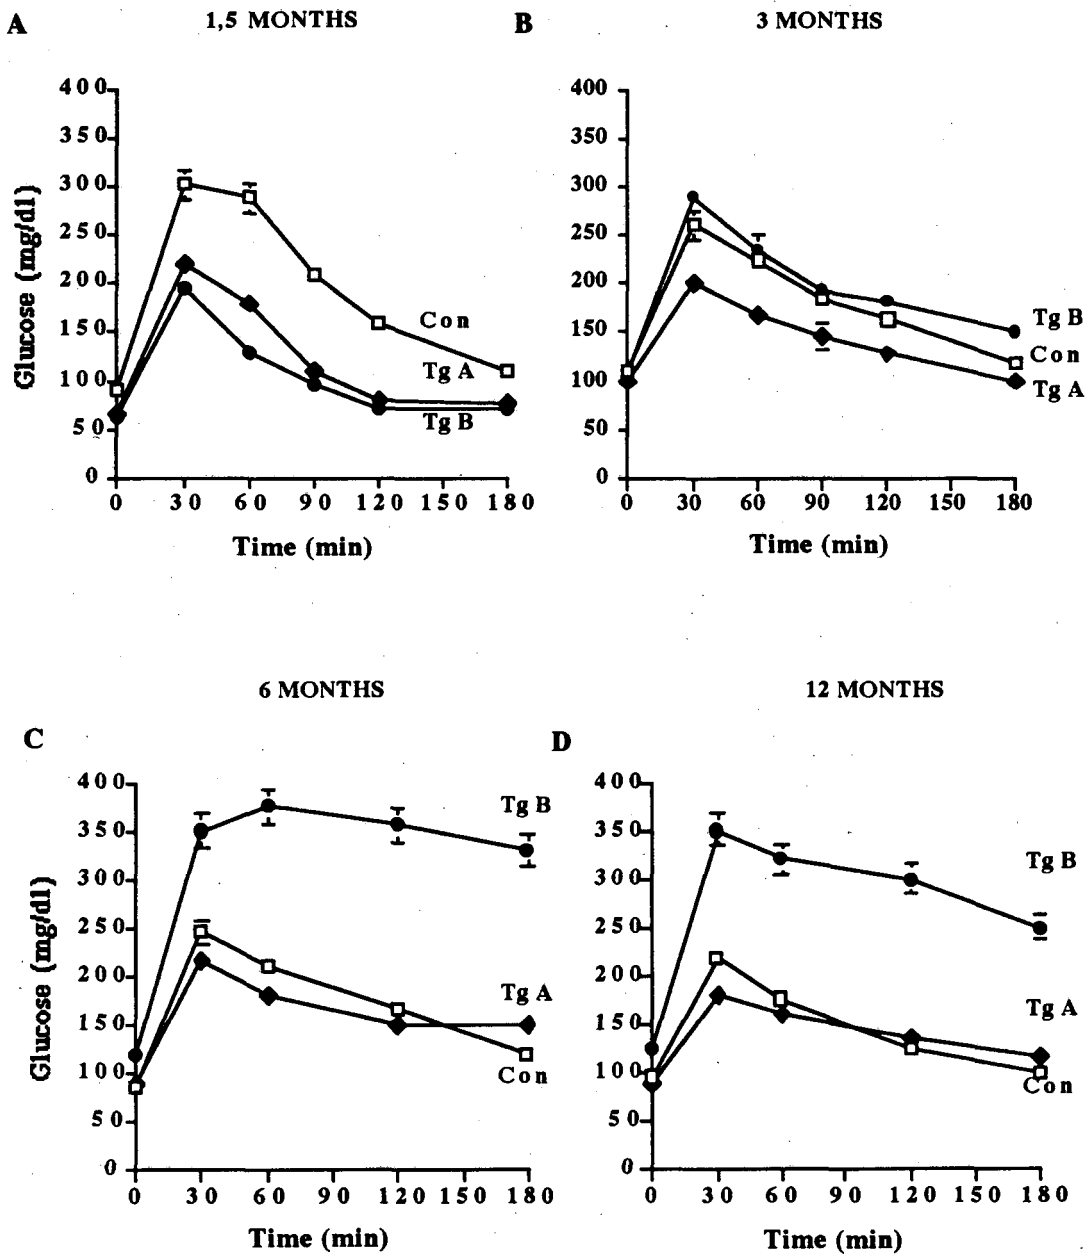 A 1,5 MONTHS
400
350
300
250
200
150
100
50
0
Glucose (mg/dl)
Con
Tg A
Tg B
0 30 60 90 120 150 180
Time (min)
B 3 MONTHS
400
350
300
250
200
150
100
50
0
Tg B
Con
Tg A
0 30 60 90 120 150 180
Time (min)
C 6 MONTHS
400
350
300
250
200
150
100
50
0
Glucose (mg/dl)
Tg B
Tg A
Con
0 30 60 90 120 150 180
Time (min)
D 12 MONTHS
400
350
300
250
200
150
100
50
0
Tg B
Tg A
Con
0 30 60 90 120 150 180
Time (min)